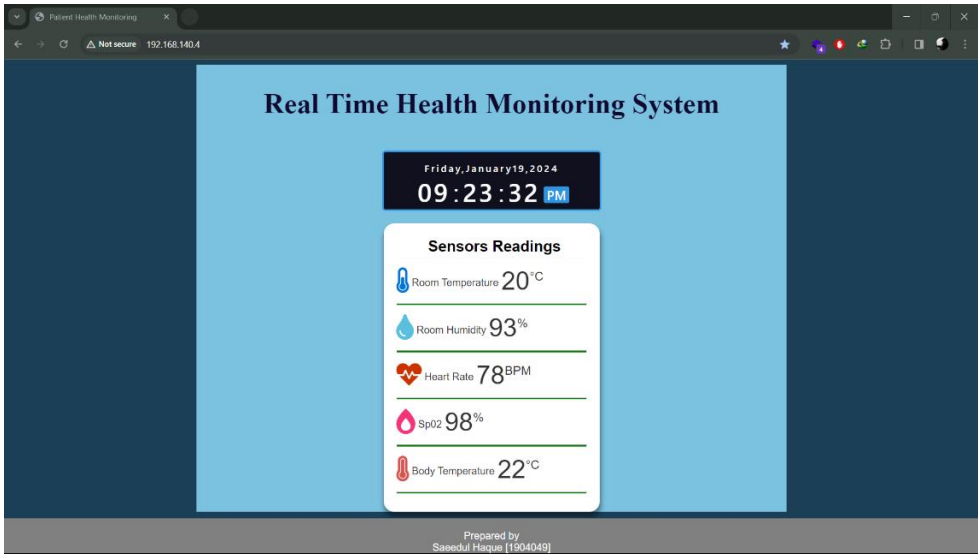 Patient Health Monitoring
Not secure 192.168.140.4
4
Real Time Health Monitoring System
Friday,January19,2024
09:23:32 PM
Sensors Readings
Room Temperature 20°C
Room Humidity 93%
Heart Rate 78BPM
Sp02 98%
Body Temperature 22°C
Prepared by
Saeedul Haque [1904049]